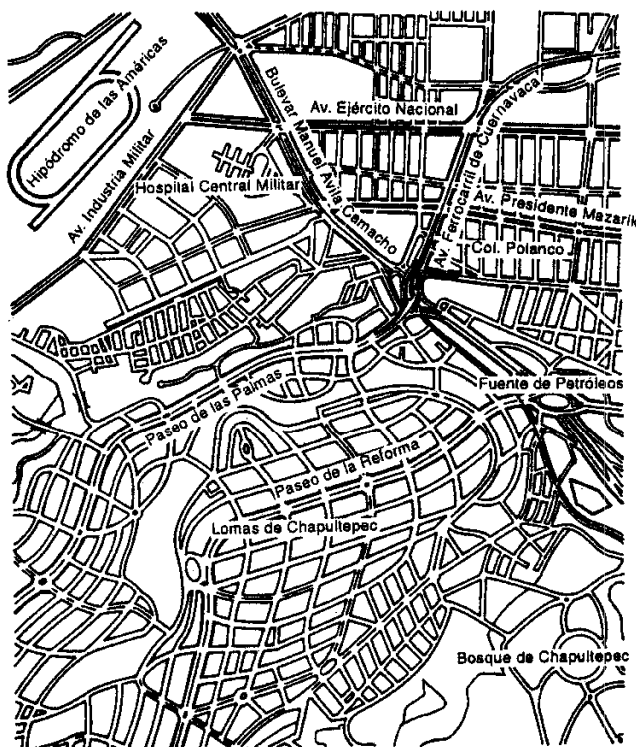 Hipódromo de las Américas
Av. Industria Militar
Bulevar Manuel Avila Camacho
Av. Ejército Nacional
Av. Ferrocarril de Cuernavaca
Hospilal Central Militar
Av. Presidente Mazarik
Col. Polanco
Fuente de Petróleos
Paseo de las Palmas
Paseo de la Reforma
Lomas de Chapultepec
Bosque de Chapultepec